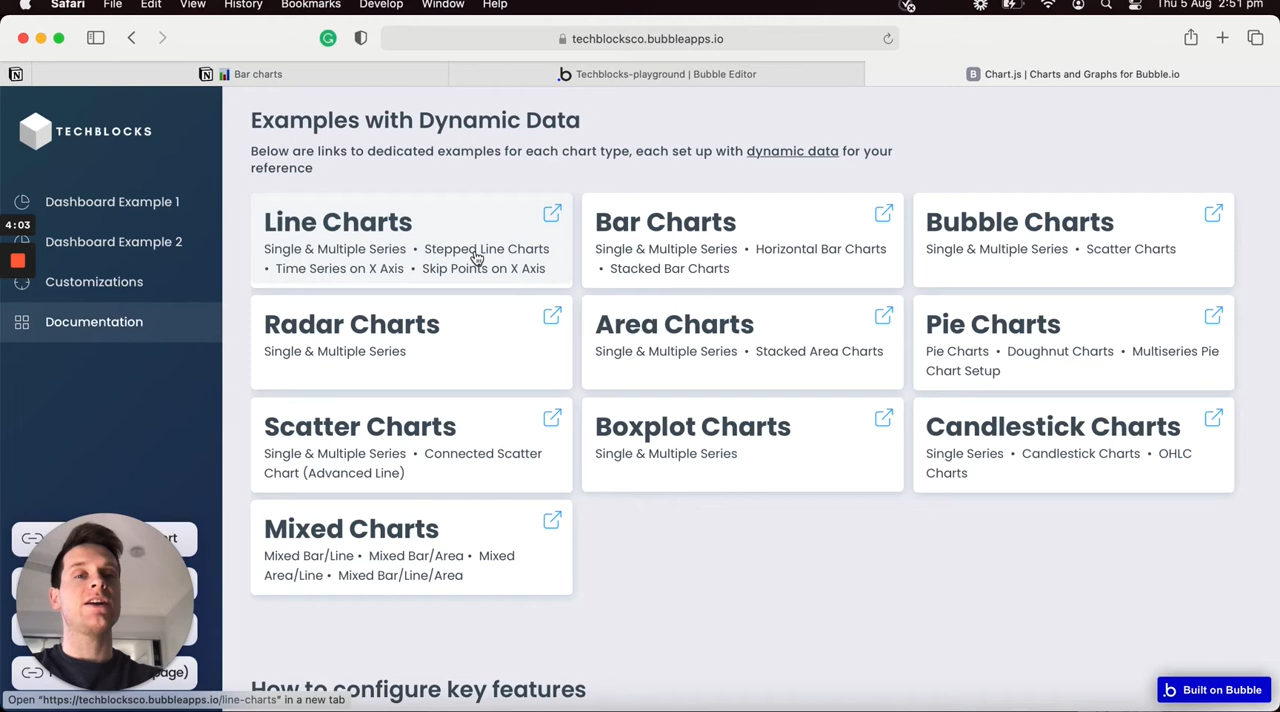 Safari File Edit View History Bookmarks Develop Window Help Thu 5 Aug 2:51 pm
techblocksco.bubbleapps.io
Bar charts
Techblocks-playground | Bubble Editor
Chart.js | Charts and Graphs for Bubble.io
TECHBLOCKS
Dashboard Example 1
4:03
Dashboard Example 2
Customizations
Documentation
Examples with Dynamic Data
Below are links to dedicated examples for each chart type, each set up with dynamic data for your
reference
Line Charts
Single & Multiple Series • Stepped Line Charts
• Time Series on X Axis • Skip Points on X Axis
Bar Charts
Single & Multiple Series • Horizontal Bar Charts
• Stacked Bar Charts
Bubble Charts
Single & Multiple Series • Scatter Charts
Radar Charts
Single & Multiple Series
Area Charts
Single & Multiple Series • Stacked Area Charts
Pie Charts
Pie Charts • Doughnut Charts • Multiseries Pie
Chart Setup
Scatter Charts
Single & Multiple Series • Connected Scatter
Chart (Advanced Line)
Boxplot Charts
Single & Multiple Series
Candlestick Charts
Single Series • Candlestick Charts • OHLC
Charts
Mixed Charts
Mixed Bar/Line • Mixed Bar/Area • Mixed
Area/Line • Mixed Bar/Line/Area
How to configure key features
Built on Bubble
Open "https://techblocksco.bubbleapps.io/line-charts" in a new tab